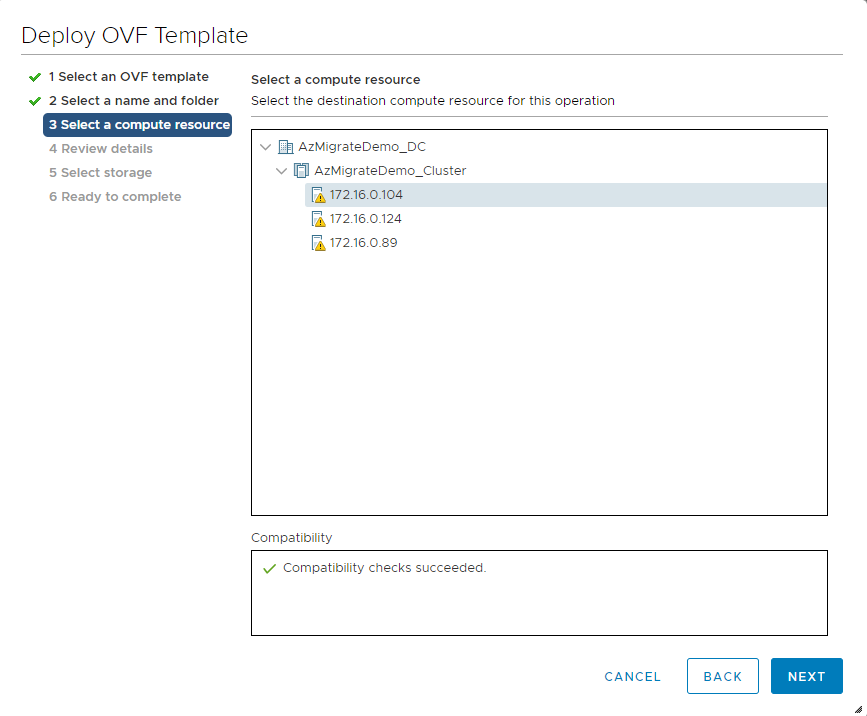 Deploy OVF Template
1 Select an OVF template
2 Select a name and folder
3 Select a compute resource
4 Review details
5 Select storage
6 Ready to complete
Select a compute resource
Select the destination compute resource for this operation
AzMigrateDemo_DC
AzMigrateDemo_Cluster
172.16.0.104
172.16.0.124
172.16.0.89
Compatibility
Compatibility checks succeeded.
CANCEL
BACK
NEXT